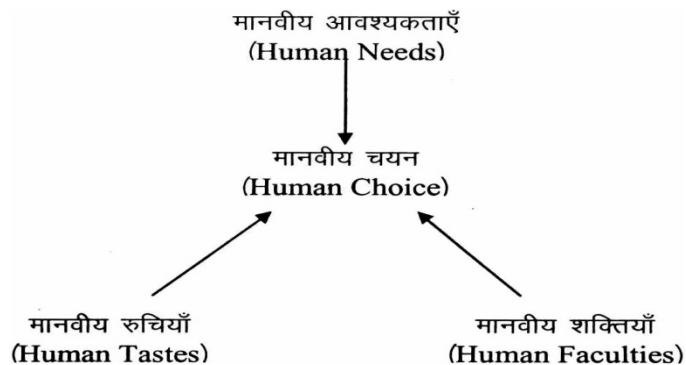 मानवीय आवश्यकताएँ
(Human Needs)
मानवीय चयन
(Human Choice)
मानवीय रुचियाँ
(Human Tastes)
मानवीय शक्तियाँ
(Human Faculties)